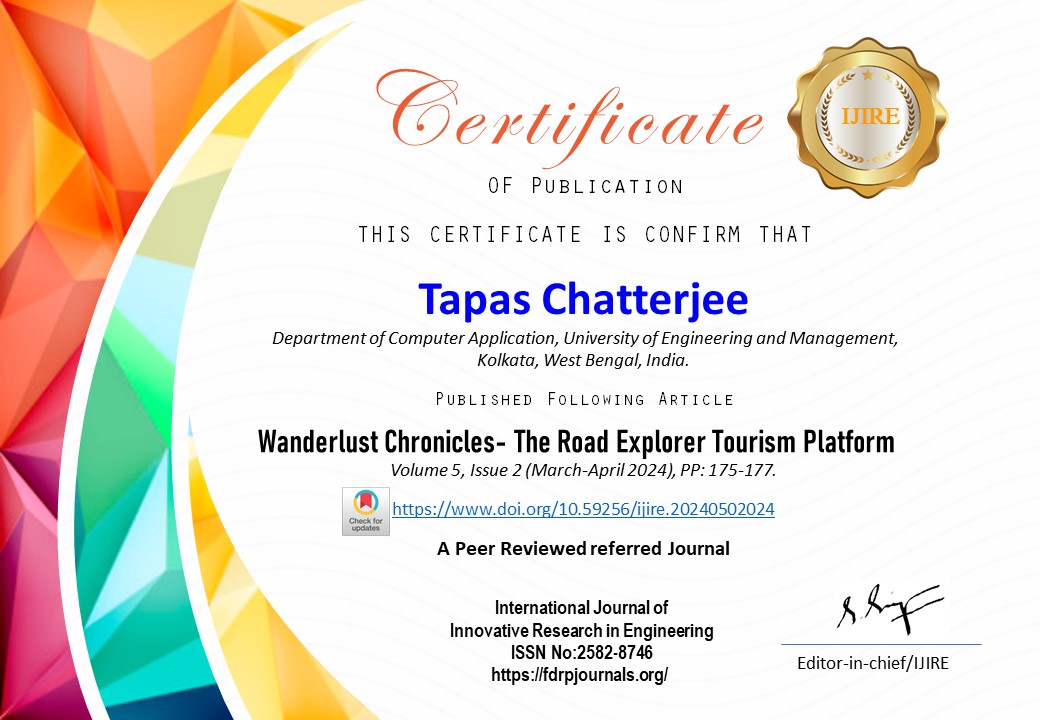 Certificate
IJIRE
OF PUBLICATION
THIS CERTIFICATE IS CONFIRM THAT
Tapas Chatterjee
Department of Computer Application, University of Engineering and Management,
Kolkata, West Bengal, India.
PUBLISHED FOLLOWING ARTICLE
Wanderlust Chronicles- The Road Explorer Tourism Platform
Volume 5, Issue 2 (March-April 2024), PP: 175-177.
Check for
updates
https://www.doi.org/10.59256/ijire.20240502024
A Peer Reviewed referred Journal
International Journal of
Innovative Research in Engineering
ISSN No:2582-8746
https://fdrpjournals.org/
Editor-in-chief/IJIRE